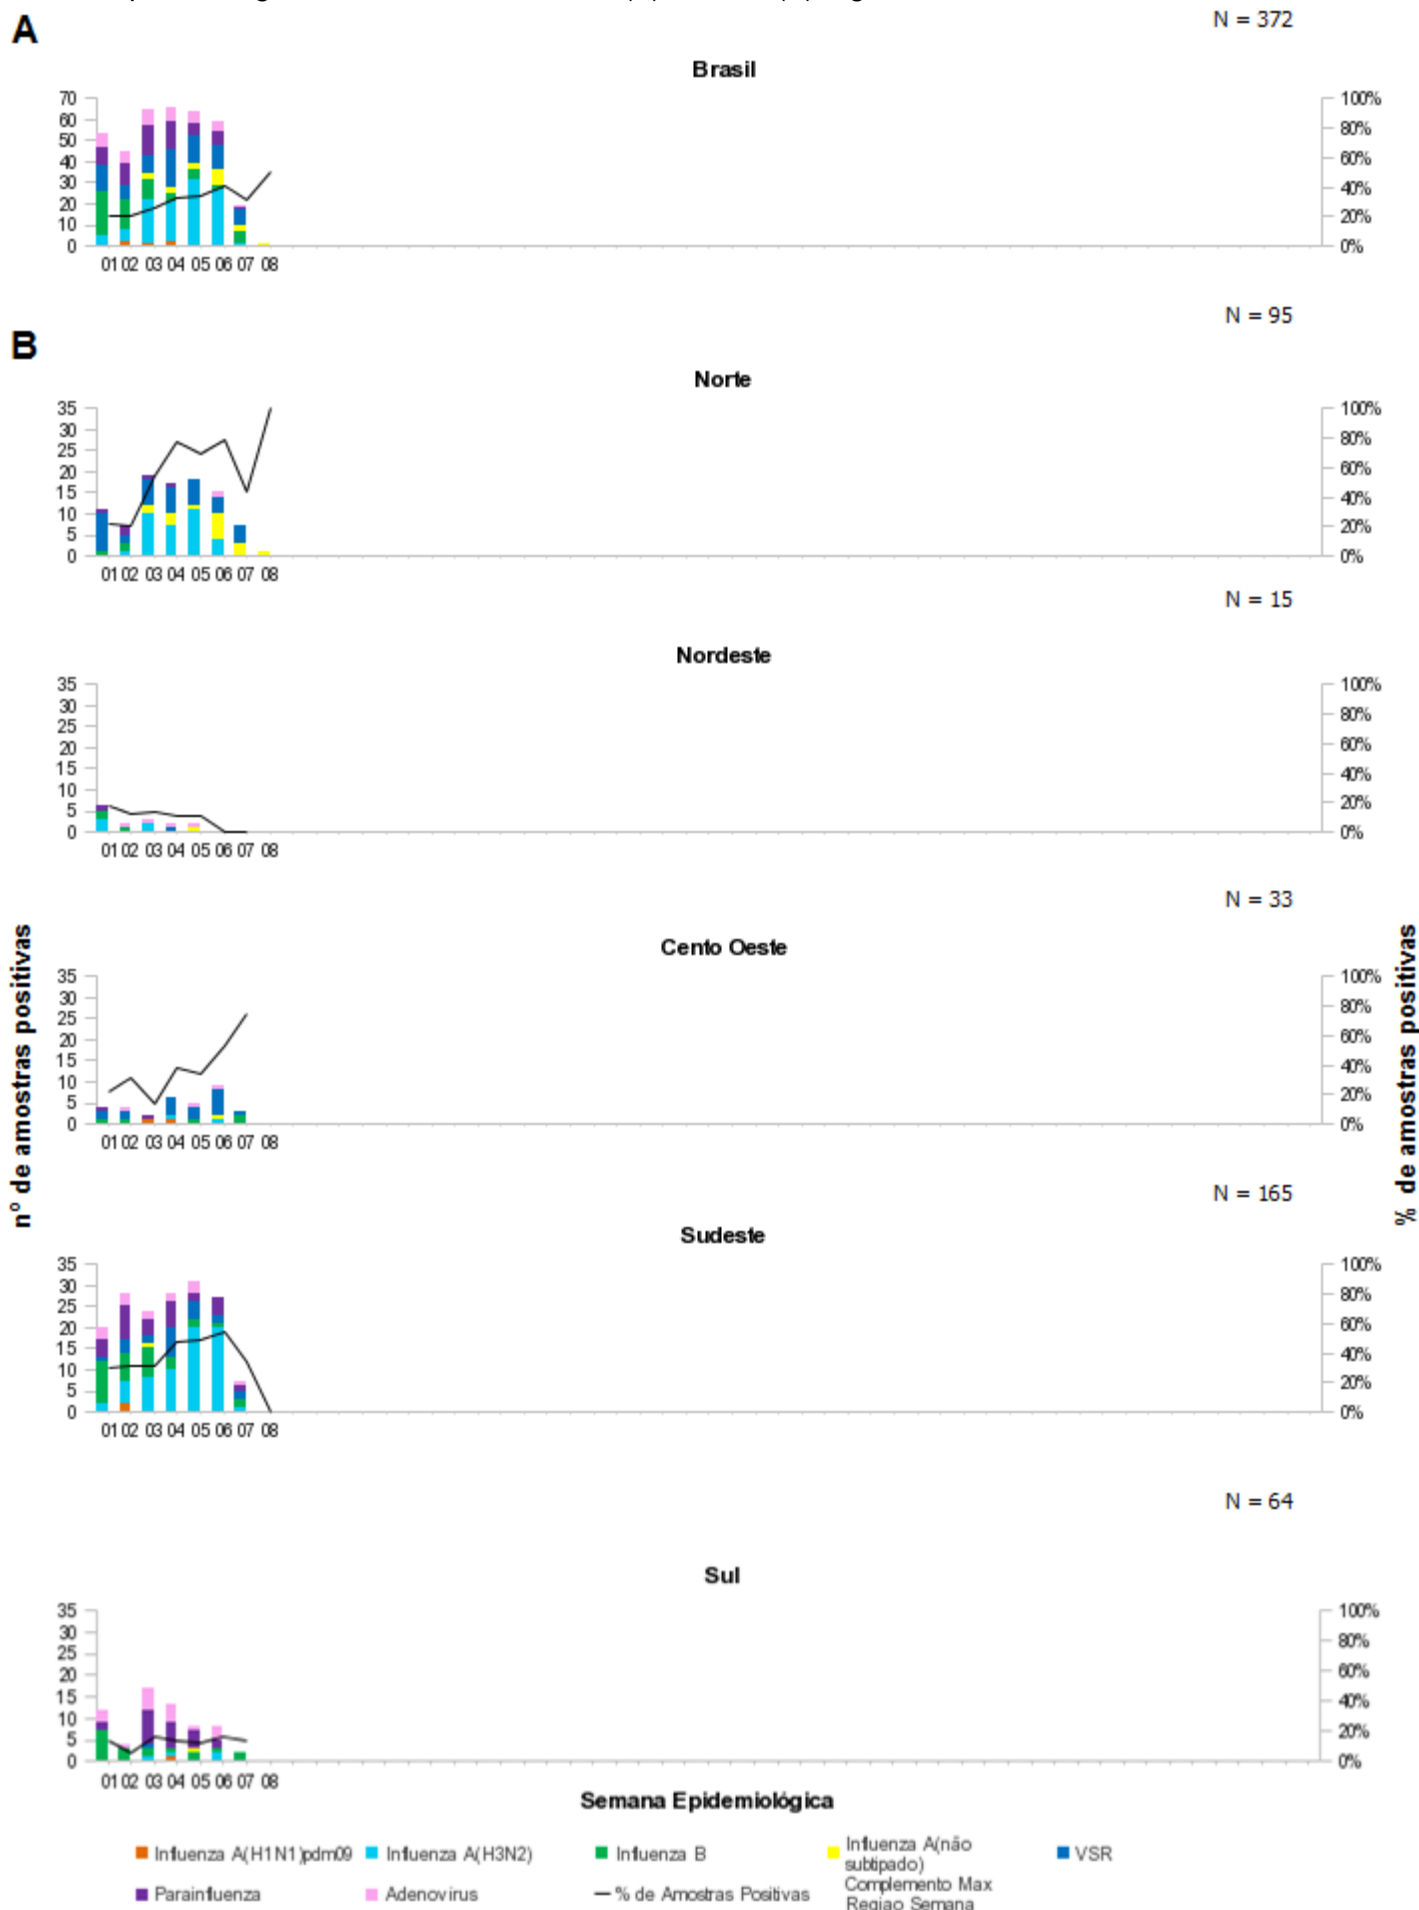 A
N = 372
Brasil
70
60
50
40
30
20
10
0
100%
80%
60%
40%
20%
0%
01 02 03 04 05 06 07 08
N = 95
B
Norte
35
30
25
20
15
10
5
0
100%
80%
60%
40%
20%
0%
01 02 03 04 05 06 07 08
N = 15
Nordeste
35
30
25
20
15
10
5
0
100%
80%
60%
40%
20%
0%
01 02 03 04 05 06 07 08
N = 33
Cento Oeste
35
30
25
20
15
10
5
0
100%
80%
60%
40%
20%
0%
01 02 03 04 05 06 07 08
nº de amostras positivas
% de amostras positivas
N = 165
Sudeste
35
30
25
20
15
10
5
0
100%
80%
60%
40%
20%
0%
01 02 03 04 05 06 07 08
N = 64
Sul
35
30
25
20
15
10
5
0
100%
80%
60%
40%
20%
0%
01 02 03 04 05 06 07 08
Semana Epidemiológica
Influenza A(H1N1)pdm09
Influenza A(H3N2)
Influenza B
Influenza A(não
subtipado)
VSR
Parainfluenza
Adenovirus
% de Amostras Positivas
Complemento Max
Regiao Semana